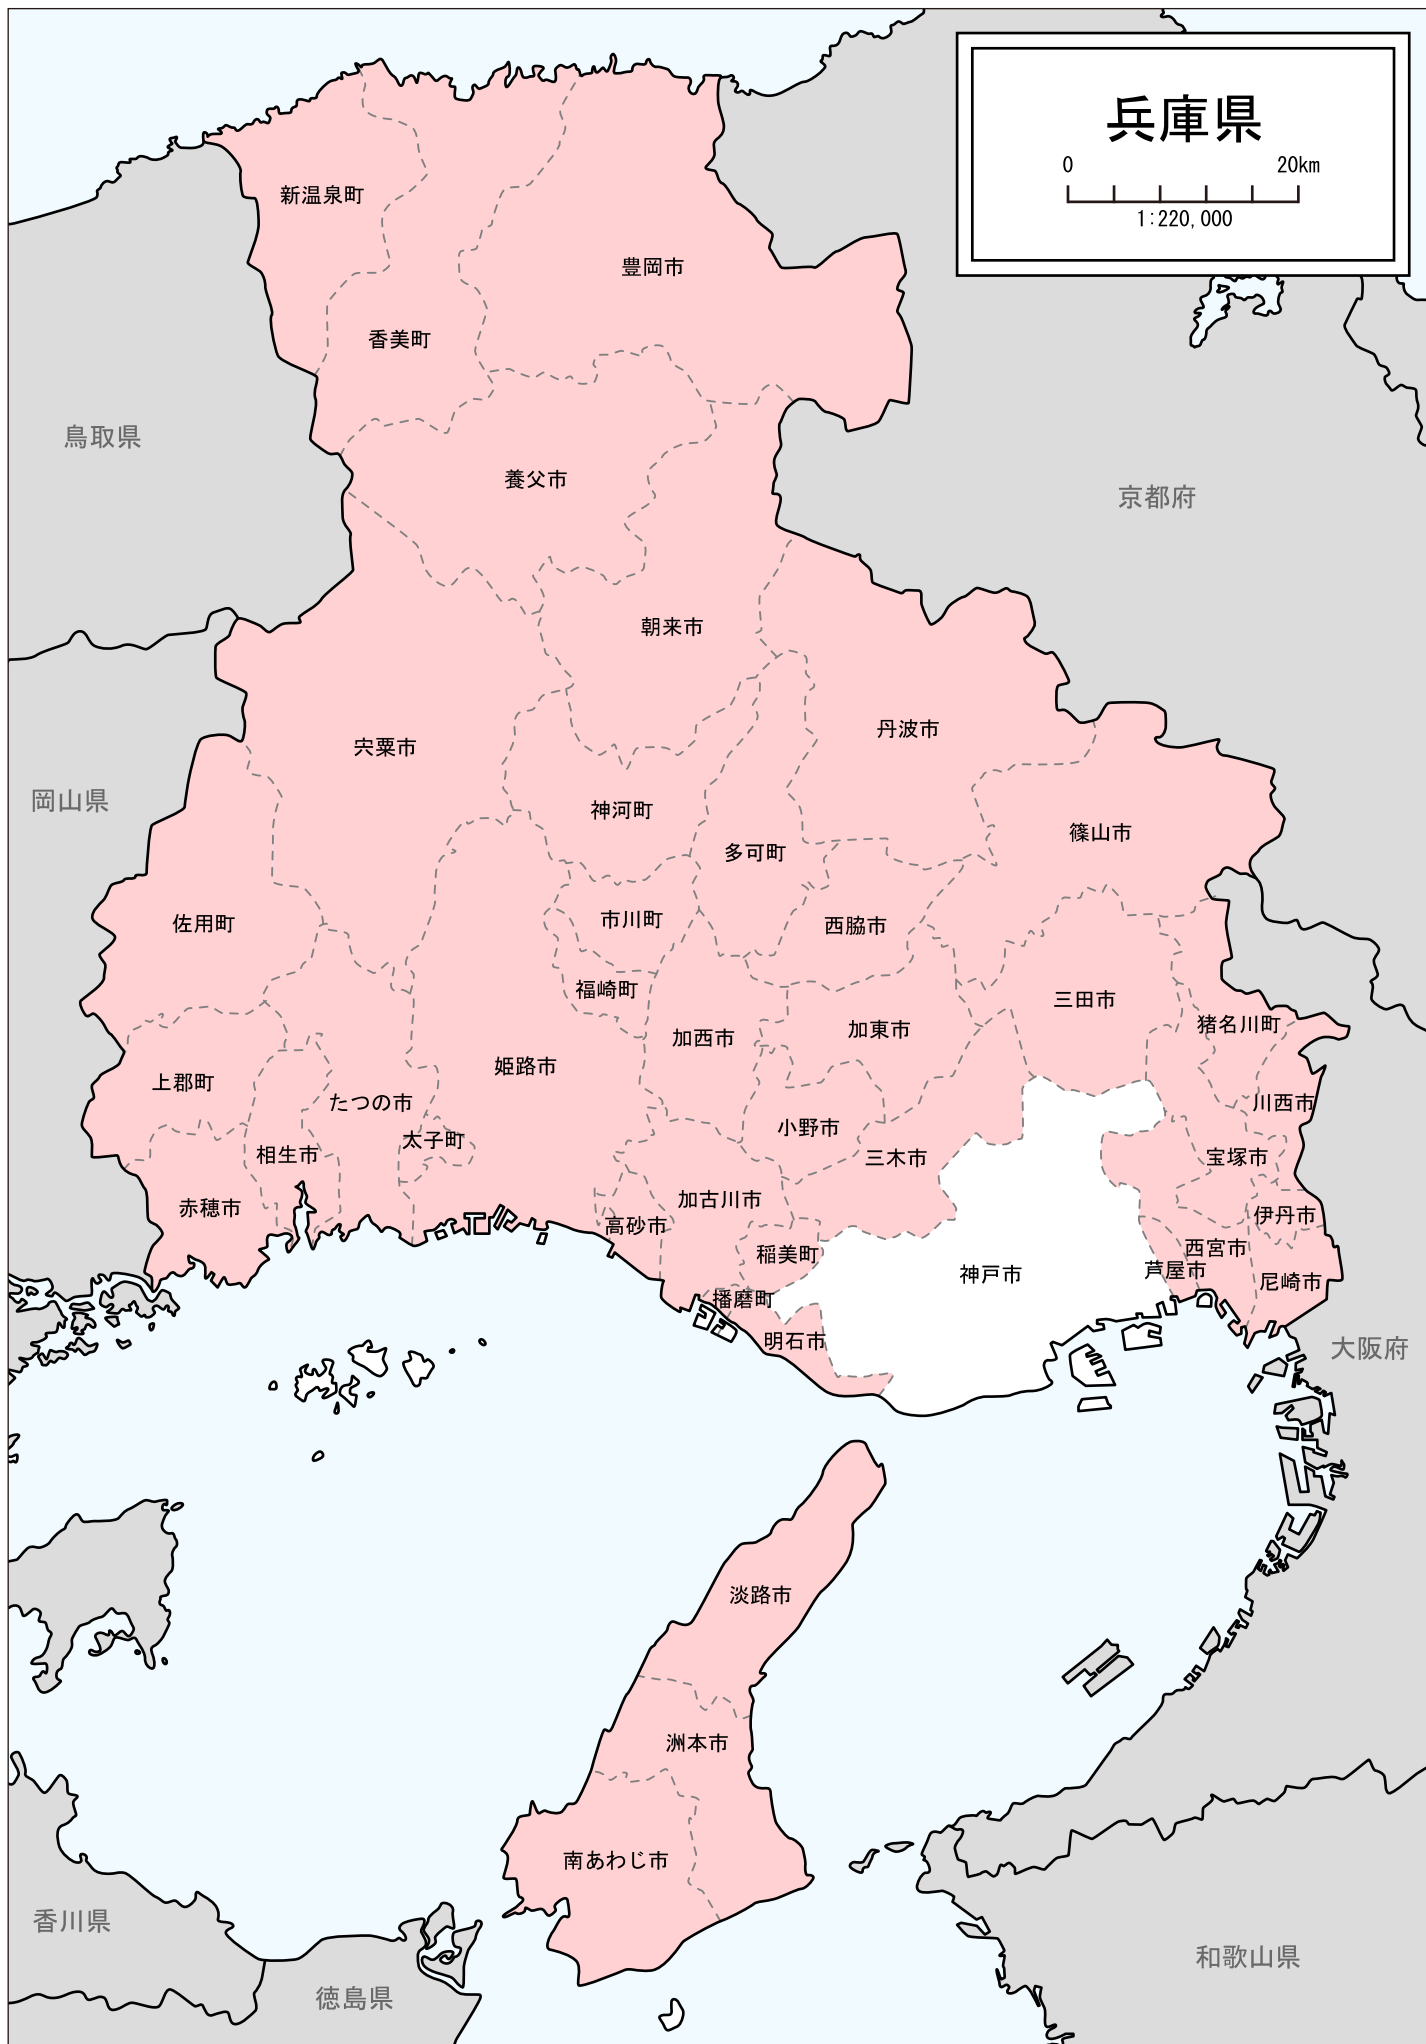 兵庫県
0 20km
1:220,000
新温泉町
豊岡市
香美町
鳥取県
養父市
京都府
朝来市
丹波市
宍粟市
岡山県
神河町
篠山市
多可町
佐用町
市川町
西脇市
福崎町
三田市
猪名川町
加西市
加東市
姫路市
上郡町
たつの市
川西市
小野市
太子町
相生市
三木市
宝塚市
赤穂市
加古川市
高砂市
伊丹市
稲美町
西宮市
神戸市
芦屋市
尼崎市
播磨町
明石市
大阪府
淡路市
洲本市
南あわじ市
香川県
和歌山県
徳島県